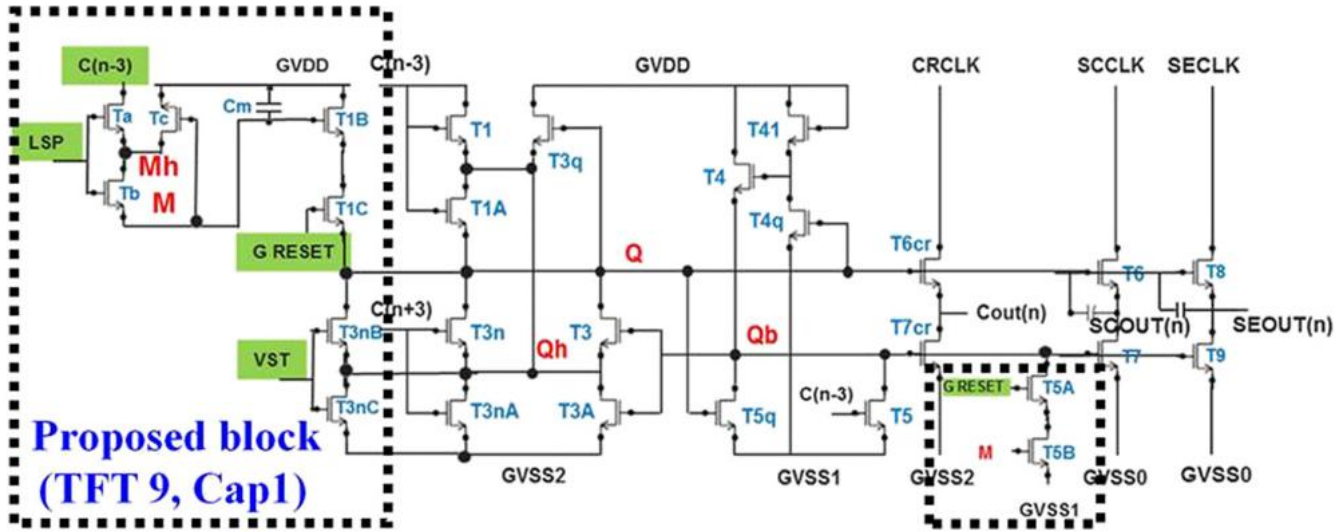 C(n-3)
GVDD
C(n-3)
GVDD
CRCLK
SCCLK
SECLK
Ta
Tc
Cm
T1B
LSP
T1
T3q
T41
T4
Mh
Tb
M
T1C
T1A
T4q
G RESET
Q
T6cr
T6
T8
C(n+3)
T3nB
T3n
T3
Cout(n)
SCOUT(n)
SEOUT(n)
T7cr
VST
Qh
Qb
T7
T9
T3nC
T3nA
T3A
C(n-3)
T5q
T5
G RESET
T5A
Proposed block
(TFT 9, Cap1)
M
T5B
GVSS2
GVSS1
GVSS2
GVSS0
GVSS0
GVSS1